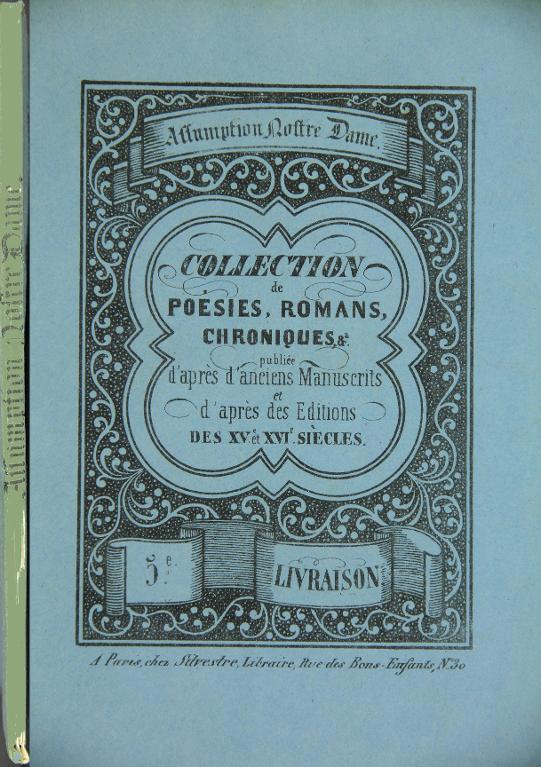 Assumption Nostre Dame.
COLLECTION
de
POÉSIES, ROMANS,
CHRONIQUES, &ª.
publiée
d'après d'anciens Manuscrits
et
d'après des Editions
DES XV.e et XVI.e SIÈCLES.
5.e
LIVRAISON
A Paris, chez Silvestre, Libraire, Rue des Bons-Enfants, N.º 30
Assumption Nostre Dame.